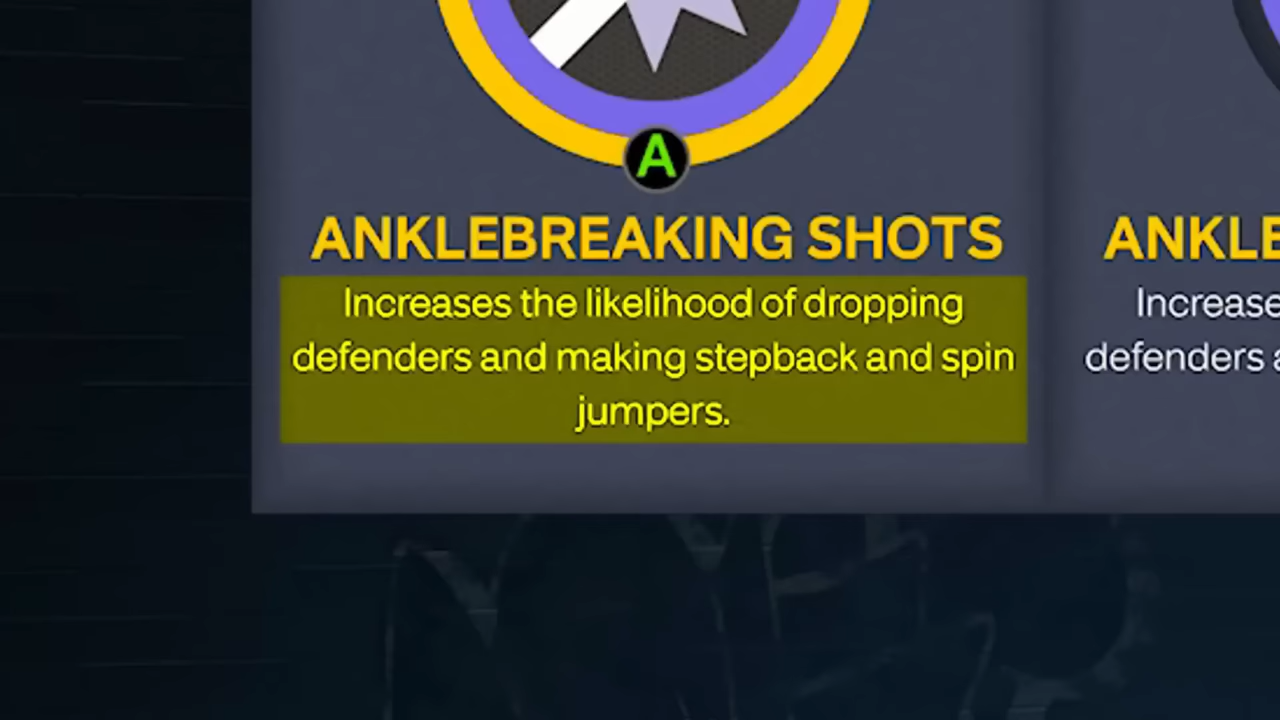 A
ANKLEBREAKING SHOTS
Increases the likelihood of dropping
defenders and making stepback and spin
jumpers.
ANKLE
Increase
defenders a